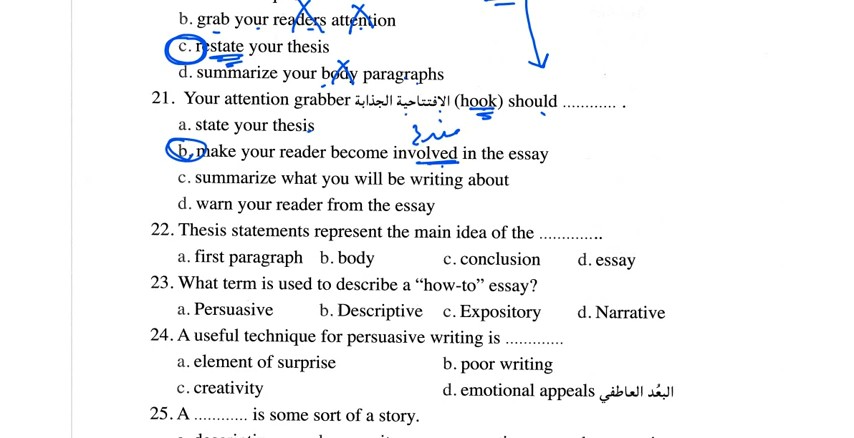 b. grab your readers attention
c. restate your thesis
d. summarize your body paragraphs
21. Your attention grabber الافتتاحية الجذابة (hook) should ............ .
a. state your thesis
b. make your reader become involved in the essay
c. summarize what you will be writing about
d. warn your reader from the essay
22. Thesis statements represent the main idea of the .............
a. first paragraph b. body c. conclusion d. essay
23. What term is used to describe a “how-to” essay?
a. Persuasive b. Descriptive c. Expository d. Narrative
24. A useful technique for persuasive writing is ............
a. element of surprise b. poor writing
c. creativity d. emotional appeals البُعد العاطفي
25. A ........... is some sort of a story.